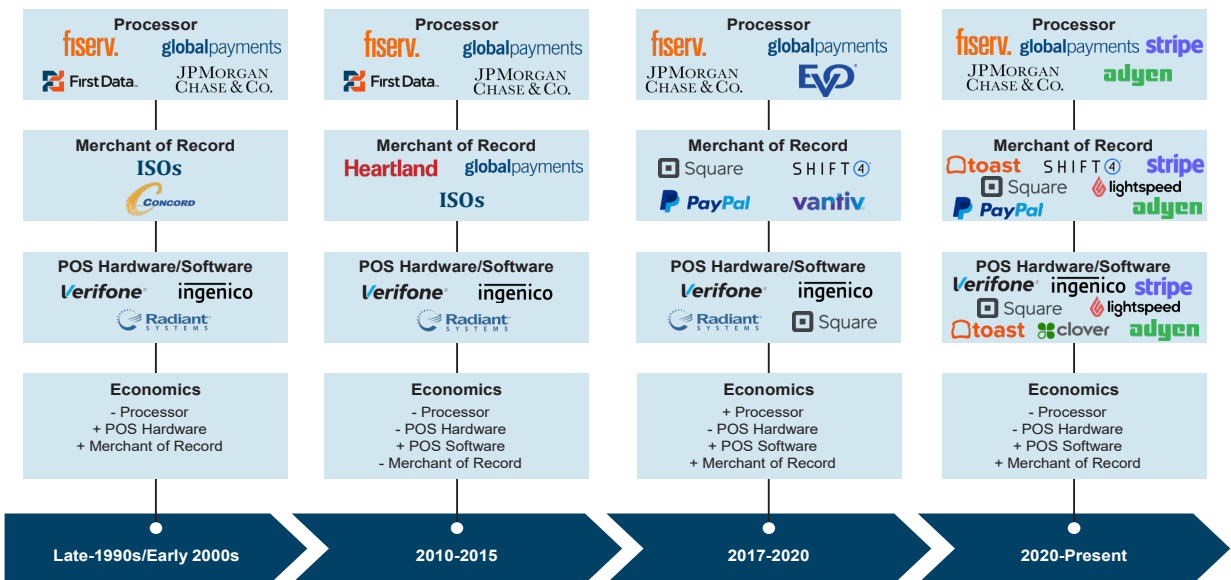 Processor
fiserv.
globalpayments
First Data
JPMORGAN
CHASE & CO.
Merchant of Record
ISOs
CONCORD
POS Hardware/Software
Verifone
ingenico
Radiant
SYSTEMS
Economics
- Processor
+ POS Hardware
+ Merchant of Record
Late-1990s/Early 2000s
Processor
fiserv.
globalpayments
First Data
JPMORGAN
CHASE & CO.
Merchant of Record
Heartland
globalpayments
ISOs
POS Hardware/Software
Verifone
ingenico
Radiant
SYSTEMS
Economics
- Processor
- POS Hardware
+ POS Software
- Merchant of Record
2010-2015
Processor
fiserv.
globalpayments
JPMORGAN
CHASE & CO.
EVO
Merchant of Record
Square
SHIFT 4
PayPal
vantiv
POS Hardware/Software
Verifone
ingenico
Radiant
SYSTEMS
Square
Economics
+ Processor
- POS Hardware
+ POS Software
+ Merchant of Record
2017-2020
Processor
fiserv.
globalpayments
stripe
JPMORGAN
CHASE & CO.
adyen
Merchant of Record
toast
SHIFT 4
stripe
Square
lightspeed
PayPal
adyen
POS Hardware/Software
Verifone
ingenico
stripe
Square
lightspeed
toast
clover
adyen
Economics
- Processor
- POS Hardware
+ POS Software
+ Merchant of Record
2020-Present